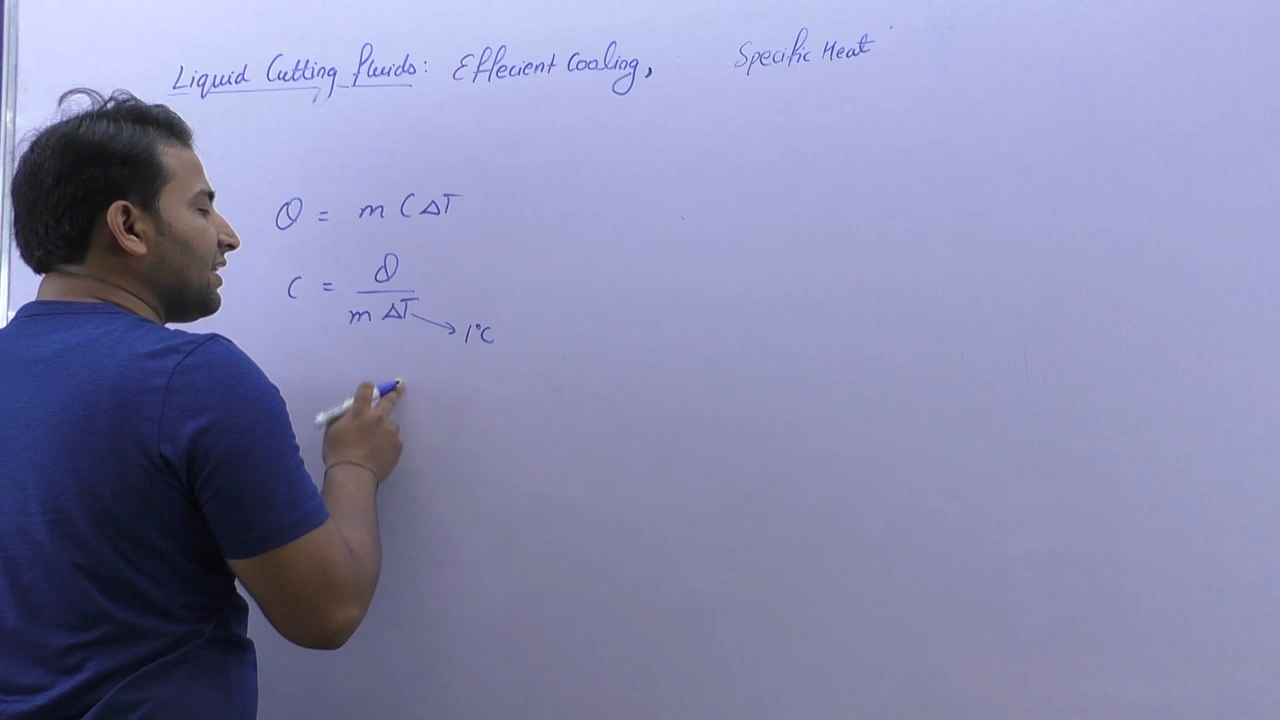 Liquid Cutting fluids: Effecient Cooling, Specific Heat
Q = m C ΔT
C = Q / m ΔT → 1°C